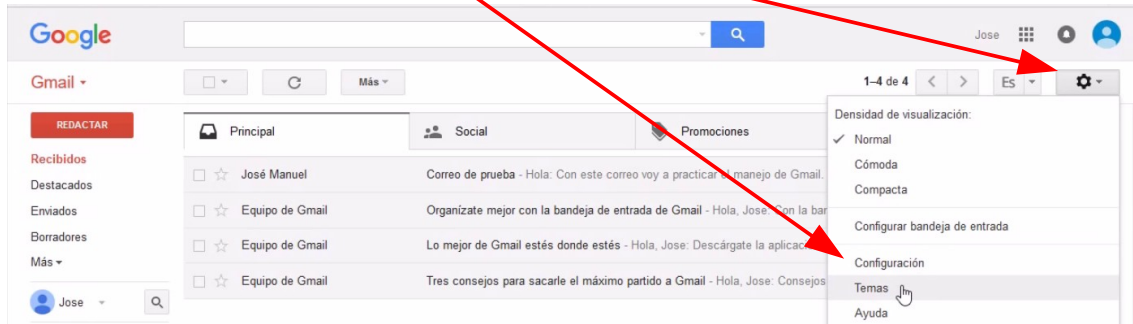 Google
Jose
Gmail
Más
1–4 de 4
Es
REDACTAR
Principal
Social
Promociones
Densidad de visualización:
Normal
Cómoda
Compacta
Configurar bandeja de entrada
Configuración
Temas
Ayuda
Recibidos
Destacados
Enviados
Borradores
Más
Jose
José Manuel Correo de prueba - Hola: Con este correo voy a practicar el manejo de Gmail.
Equipo de Gmail Organízate mejor con la bandeja de entrada de Gmail - Hola, Jose: Con la
Equipo de Gmail Lo mejor de Gmail estés donde estés - Hola, Jose: Descárgate la
Equipo de Gmail Tres consejos para sacarle el máximo partido a Gmail - Hola, Jose: Consejos